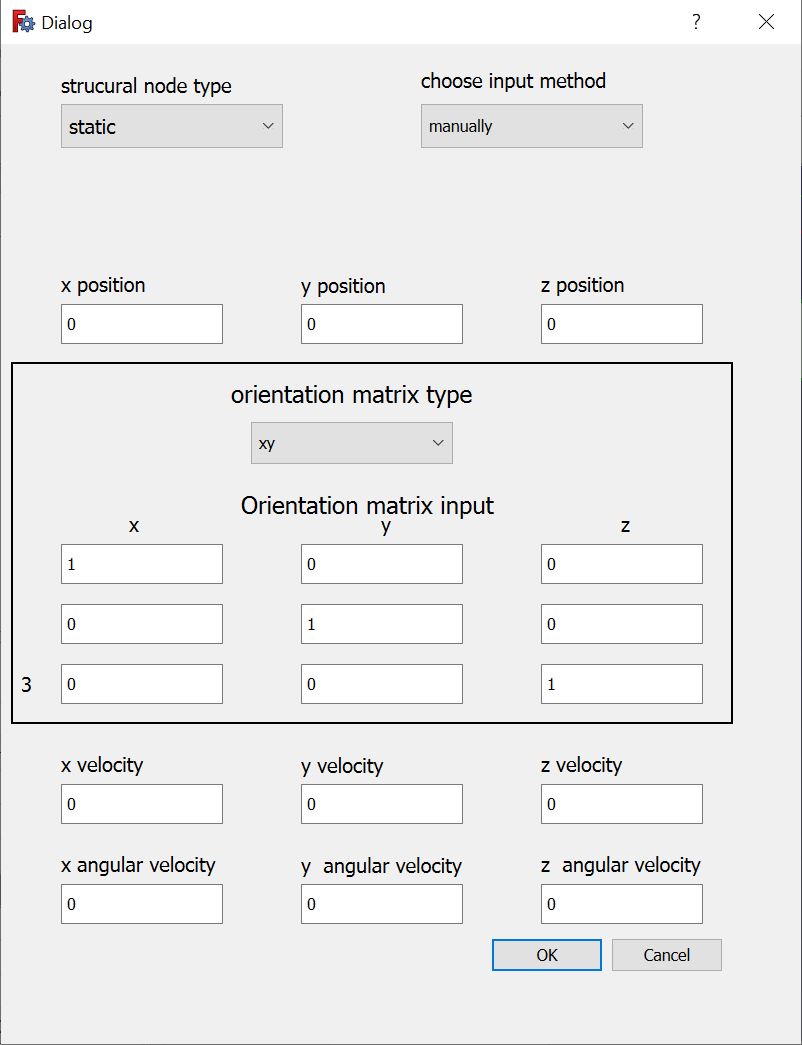 Dialog ?
strucural node type choose input method
static manually
x position y position z position
0 0 0
orientation matrix type
xy
Orientation matrix input
x y z
1 0 0
0 1 0
3 0 0 1
x velocity y velocity z velocity
0 0 0
x angular velocity y  angular velocity z  angular velocity
0 0 0
OK Cancel